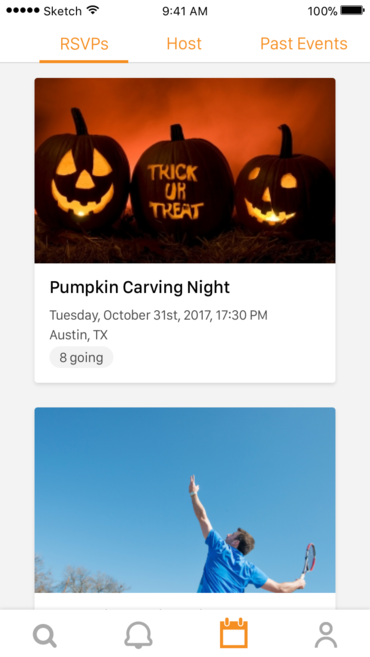 Sketch 9:41 AM 100%
RSVPs Host Past Events
TRICK
OR
TREAT
Pumpkin Carving Night
Tuesday, October 31st, 2017, 17:30 PM
Austin, TX
8 going